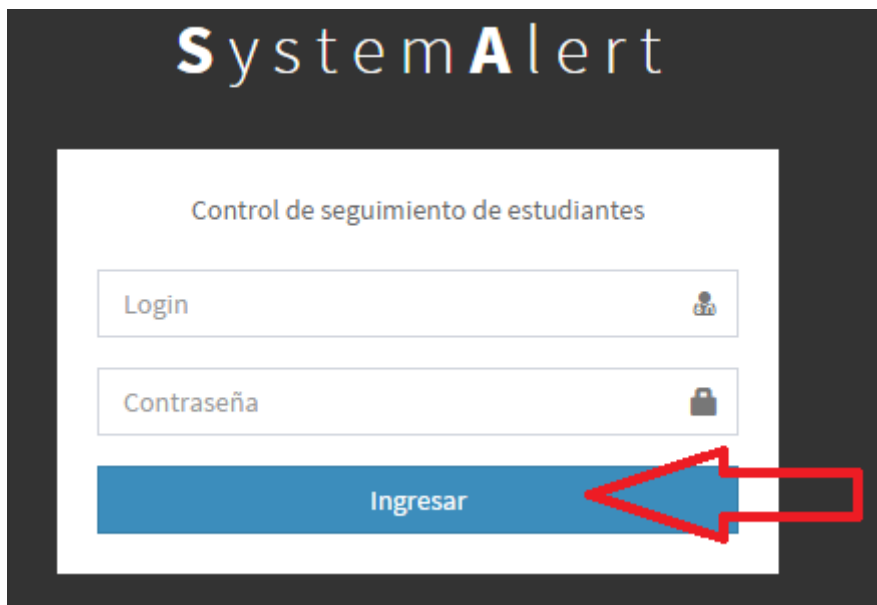 SystemAlert
Control de seguimiento de estudiantes
Login
Contraseña
Ingresar